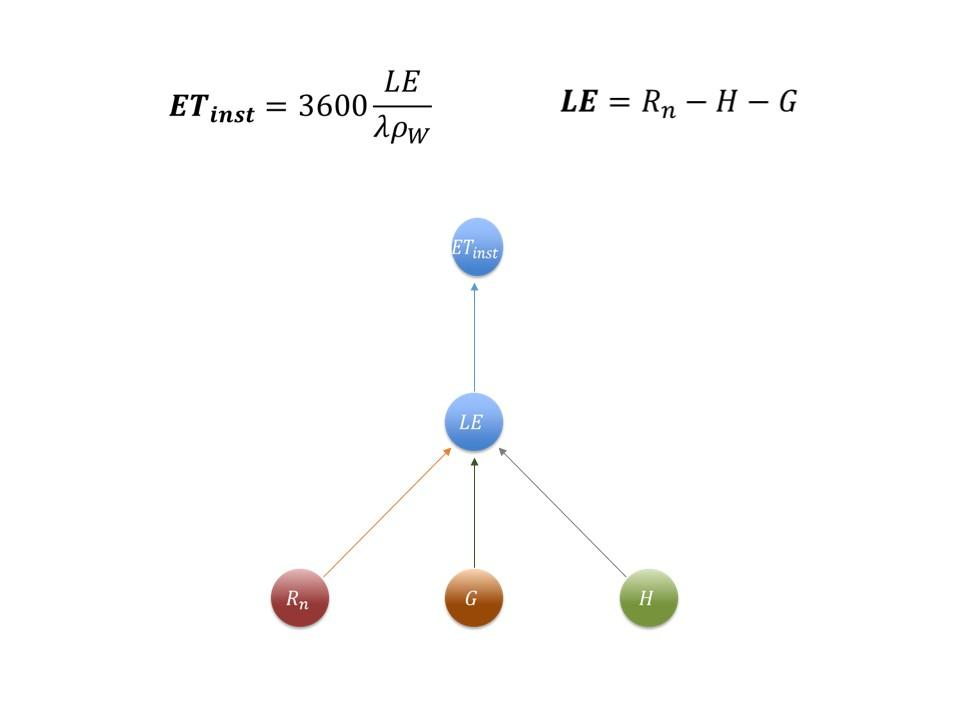 ET_inst = 3600 LE / λρ_W
LE = R_n − H − G
ET_inst
LE
R_n
G
H